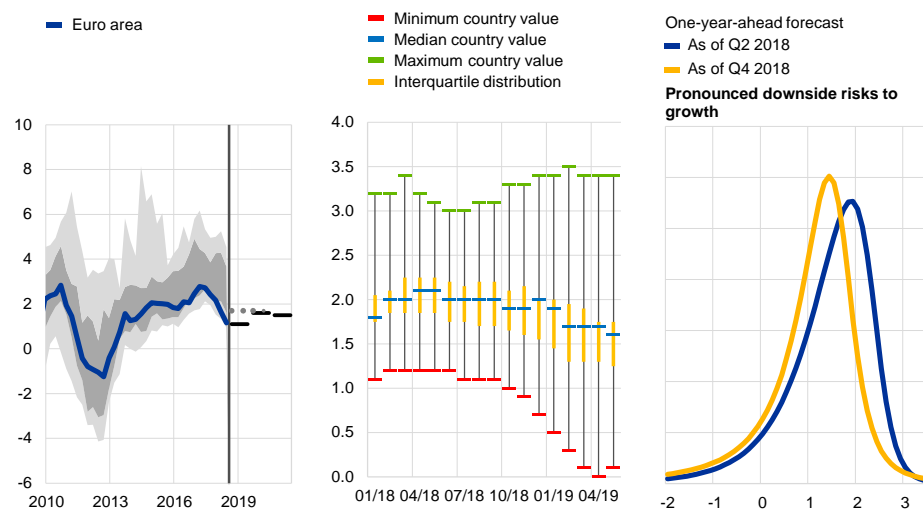 Euro area
10
8
6
4
2
0
-2
-4
-6
2010 2013 2016 2019
Minimum country value
Median country value
Maximum country value
Interquartile distribution
4.0
3.5
3.0
2.5
2.0
1.5
1.0
0.5
0.0
01/18 04/18 07/18 10/18 01/19 04/19
One-year-ahead forecast
As of Q2 2018
As of Q4 2018
Pronounced downside risks to
growth
-2 -1 0 1 2 3